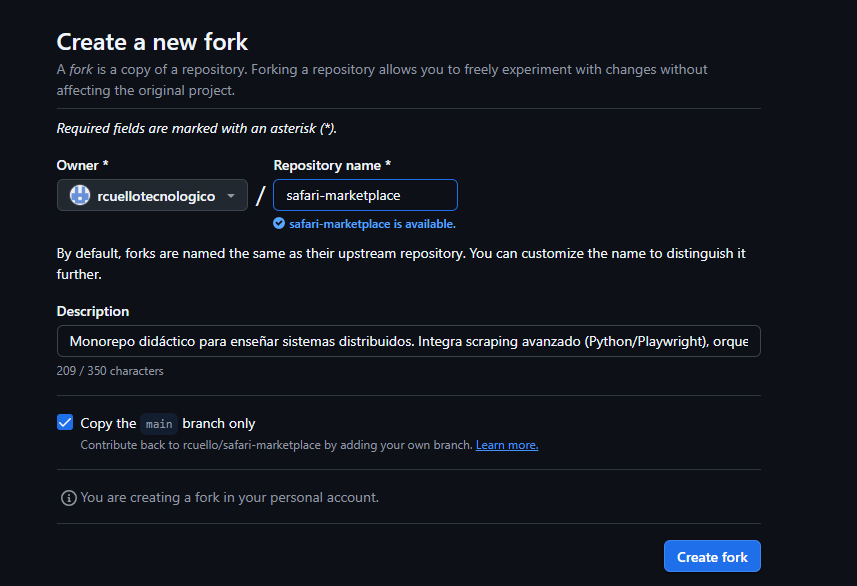 Create a new fork
A fork is a copy of a repository. Forking a repository allows you to freely experiment with changes without
affecting the original project.
Required fields are marked with an asterisk (*).
Owner *
Repository name *
rcuellotecnologico
/
safari-marketplace
safari-marketplace is available.
By default, forks are named the same as their upstream repository. You can customize the name to distinguish it
further.
Description
Monorepo didáctico para enseñar sistemas distribuidos. Integra scraping avanzado (Python/Playwright), orque
209 / 350 characters
Copy the main branch only
Contribute back to rcuello/safari-marketplace by adding your own branch. Learn more.
You are creating a fork in your personal account.
Create fork